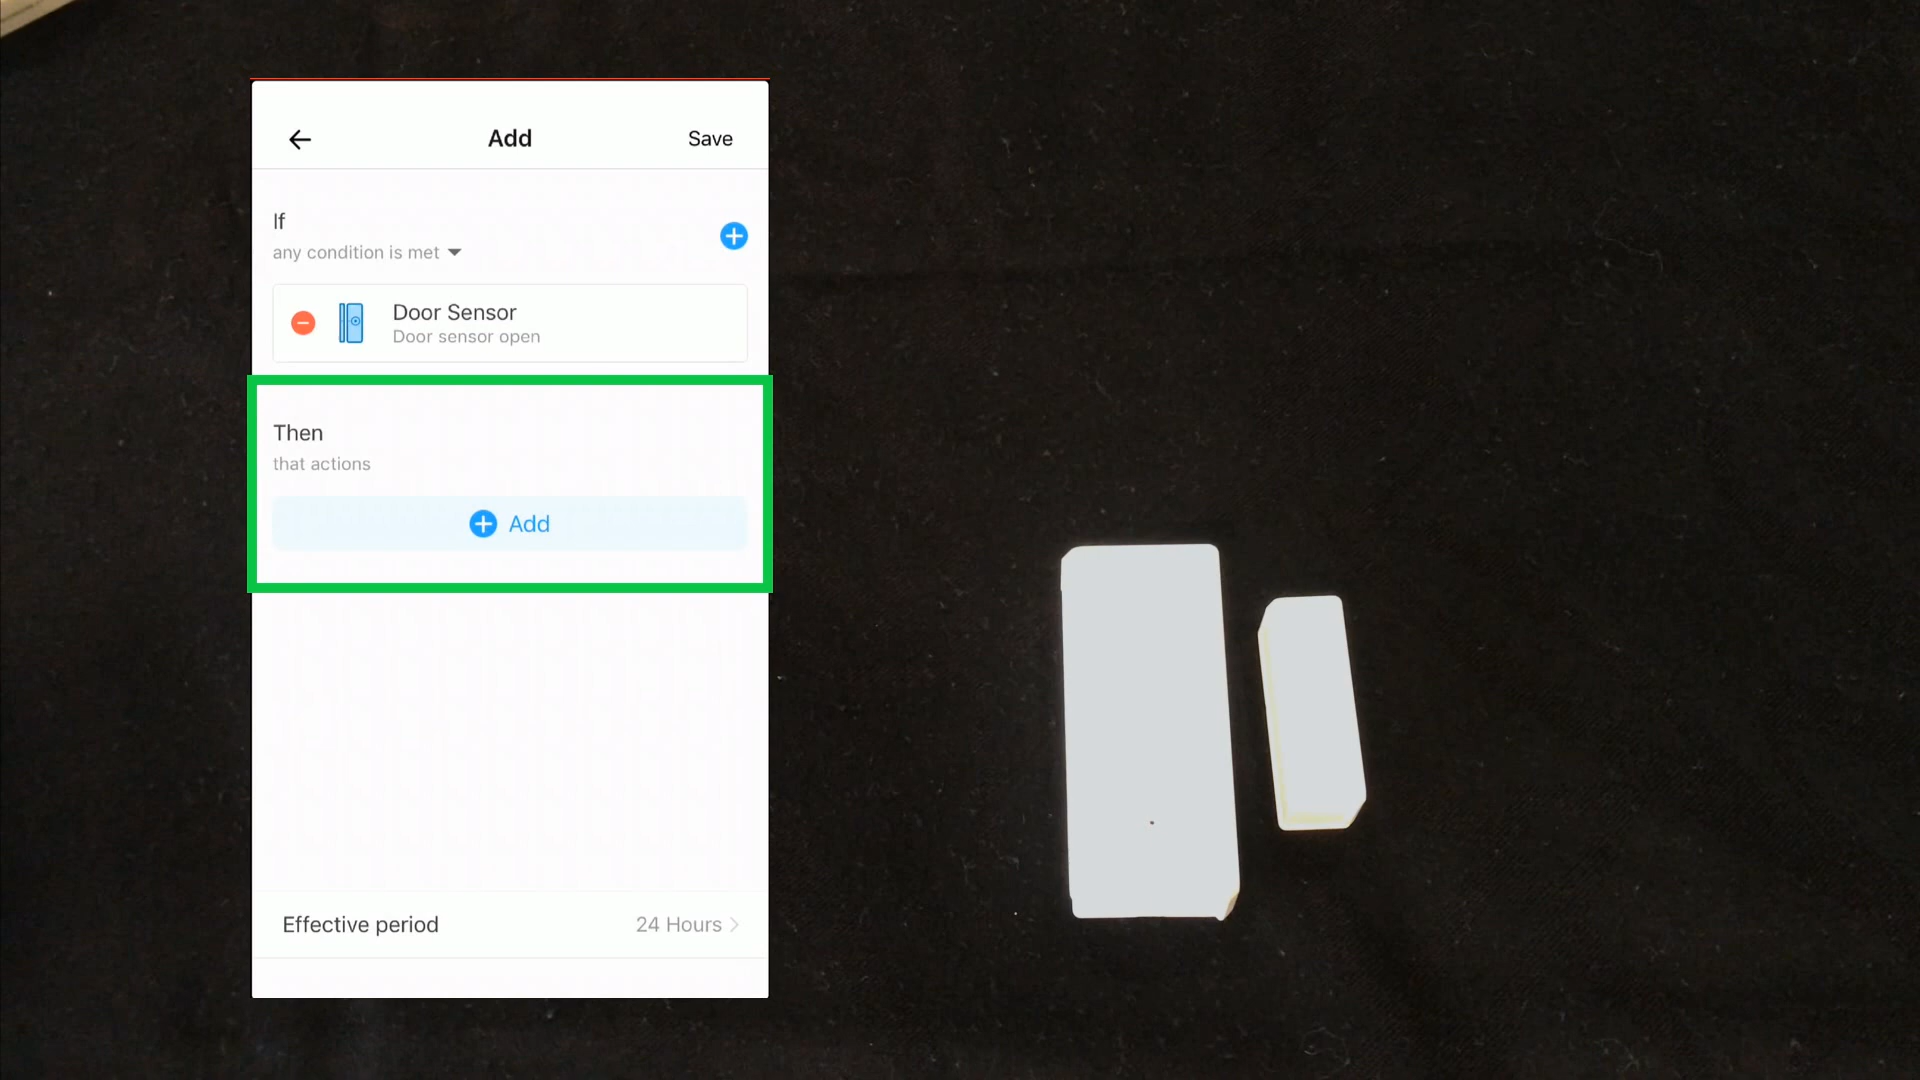 Add
Save
If
any condition is met
Door Sensor
Door sensor open
Then
that actions
Add
Effective period
24 Hours